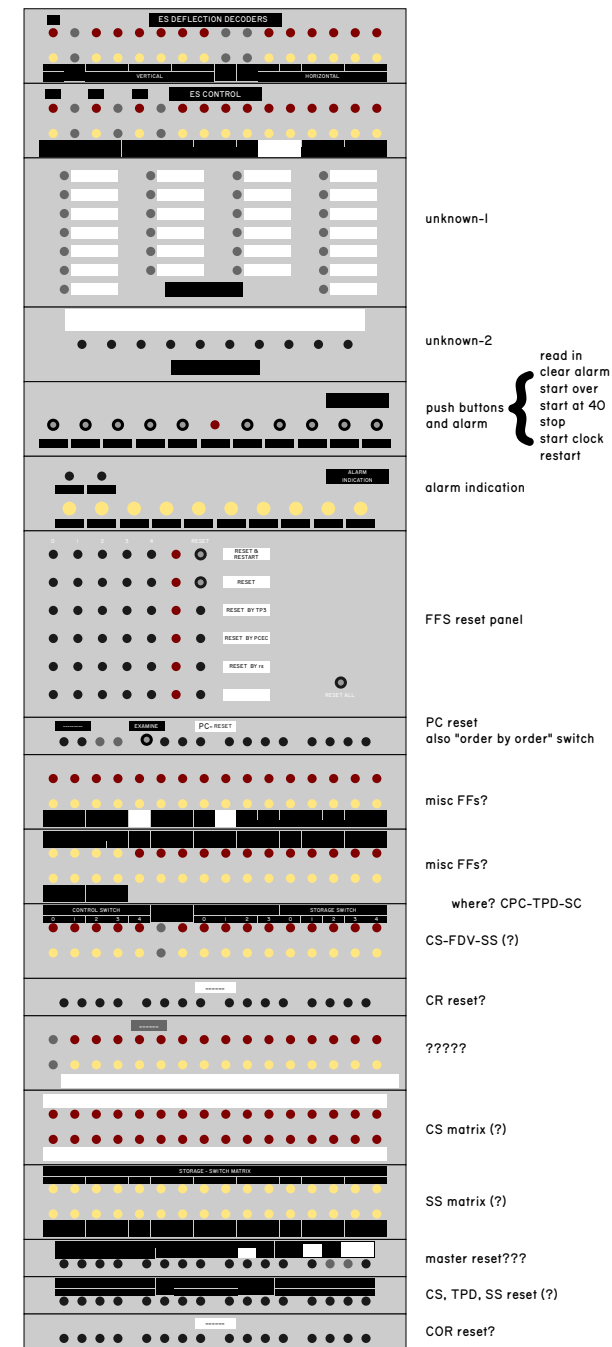 ES DEFLECTION DECODERS
VERTICAL
HORIZONTAL
ES CONTROL
unknown-1
unknown-2
push buttons
and alarm
read in
clear alarm
start over
start at 40
stop
start clock
restart
ALARM
INDICATION
alarm indication
0 1 2 3 4 RESET
RESET &
RESTART
RESET
RESET BY TP3
RESET BY PCEC
RESET BY rs
RESET ALL
FFS reset panel
EXAMINE
PC- RESET
PC reset
also "order by order" switch
misc FFs?
misc FFs?
where? CPC-TPD-SC
CONTROL SWITCH
STORAGE SWITCH
0 1 2 3 4 0 1 2 3 0 1 2 3 4
CS-FDV-SS (?)
------
CR reset?
------
?????
CS matrix (?)
STORAGE - SWITCH MATRIX
SS matrix (?)
master reset???
CS, TPD, SS reset (?)
------
COR reset?